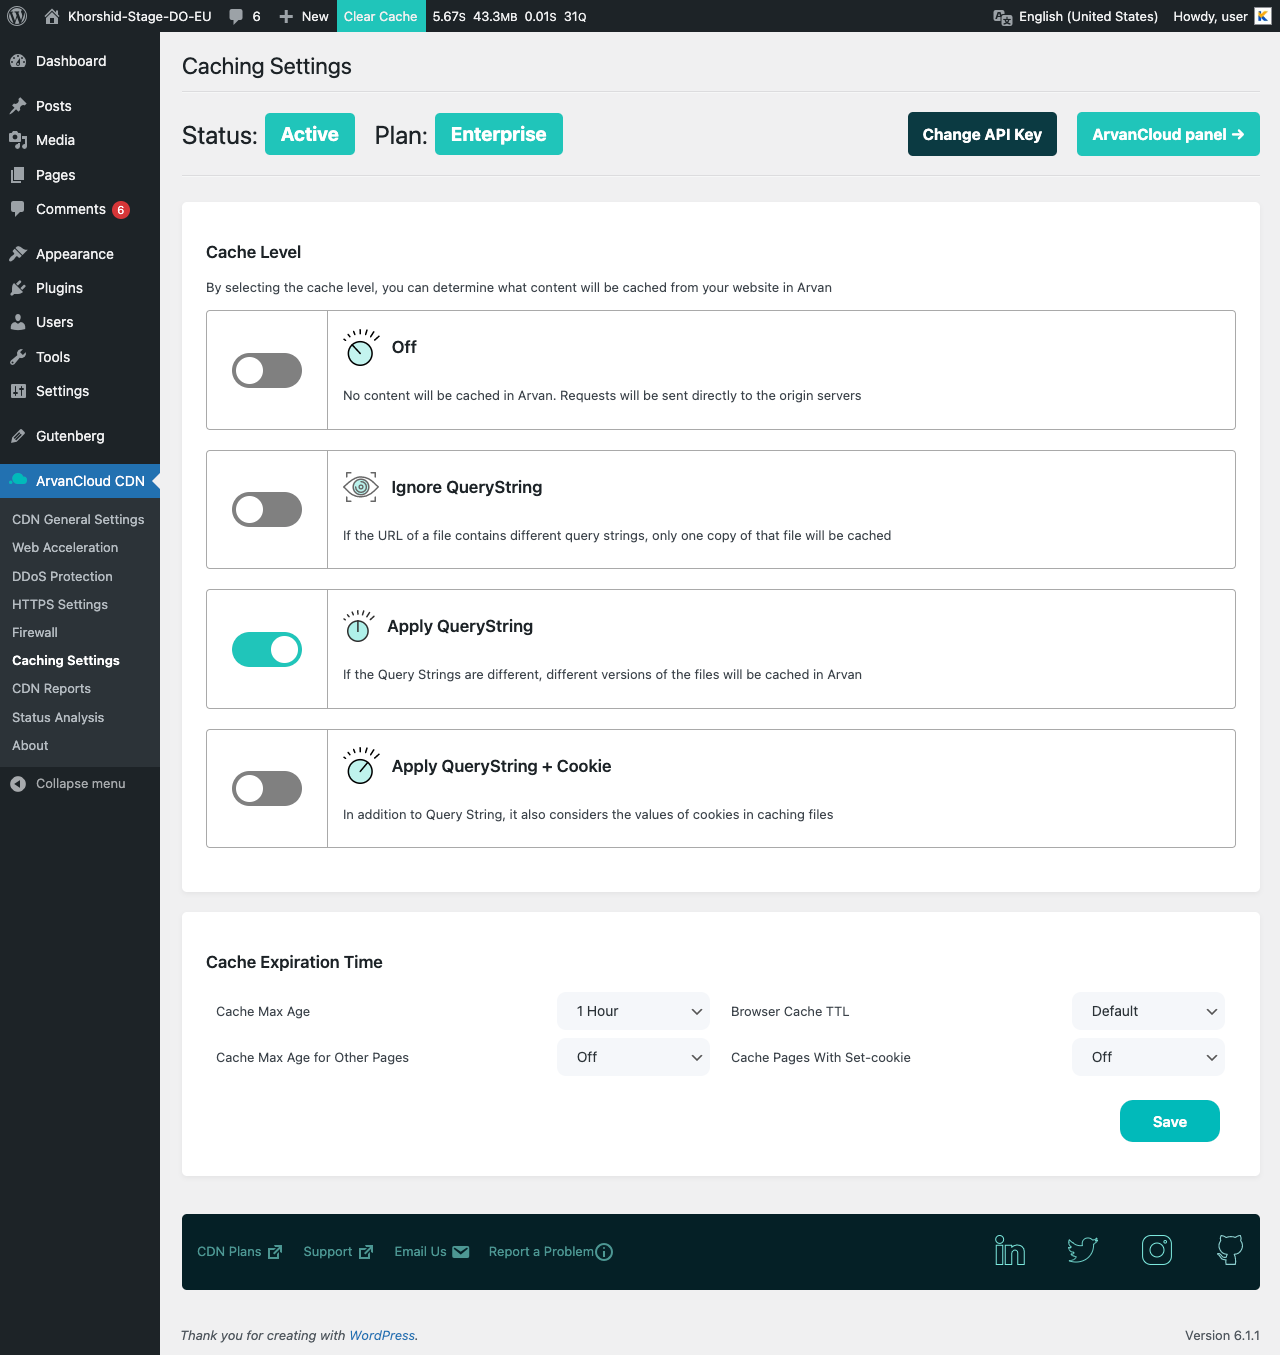 Khorshid-Stage-DO-EU 6 New Clear Cache 5.67S 43.3MB 0.01S 31Q English (United States) Howdy, user
Dashboard
Posts
Media
Pages
Comments 6
Appearance
Plugins
Users
Tools
Settings
Gutenberg
ArvanCloud CDN
CDN General Settings
Web Acceleration
DDoS Protection
HTTPS Settings
Firewall
Caching Settings
CDN Reports
Status Analysis
About
Collapse menu
Caching Settings
Status: Active Plan: Enterprise Change API Key ArvanCloud panel →
Cache Level
By selecting the cache level, you can determine what content will be cached from your website in Arvan
Off
No content will be cached in Arvan. Requests will be sent directly to the origin servers
Ignore QueryString
If the URL of a file contains different query strings, only one copy of that file will be cached
Apply QueryString
If the Query Strings are different, different versions of the files will be cached in Arvan
Apply QueryString + Cookie
In addition to Query String, it also considers the values of cookies in caching files
Cache Expiration Time
Cache Max Age 1 Hour Browser Cache TTL Default
Cache Max Age for Other Pages Off Cache Pages With Set-cookie Off
Save
CDN Plans Support Email Us Report a Problem
Thank you for creating with WordPress. Version 6.1.1